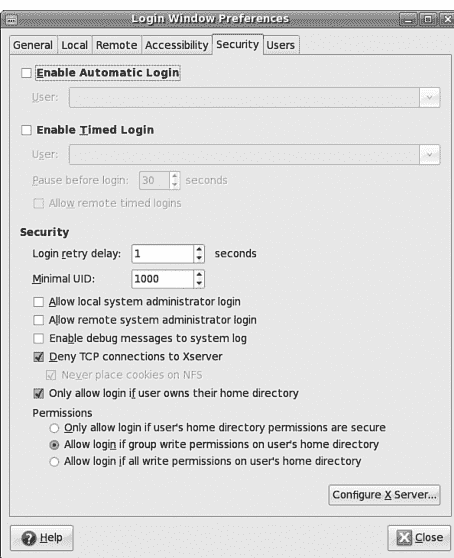 Login Window Preferences
General Local Remote Accessibility Security Users
Enable Automatic Login
User:
Enable Timed Login
User:
Pause before login: 30 seconds
Allow remote timed logins
Security
Login retry delay: 1 seconds
Minimal UID: 1000
Allow local system administrator login
Allow remote system administrator login
Enable debug messages to system log
Deny TCP connections to Xserver
Never place cookies on NFS
Only allow login if user owns their home directory
Permissions
Only allow login if user's home directory permissions are secure
Allow login if group write permissions on user's home directory
Allow login if all write permissions on user's home directory
Configure X Server...
Help Close